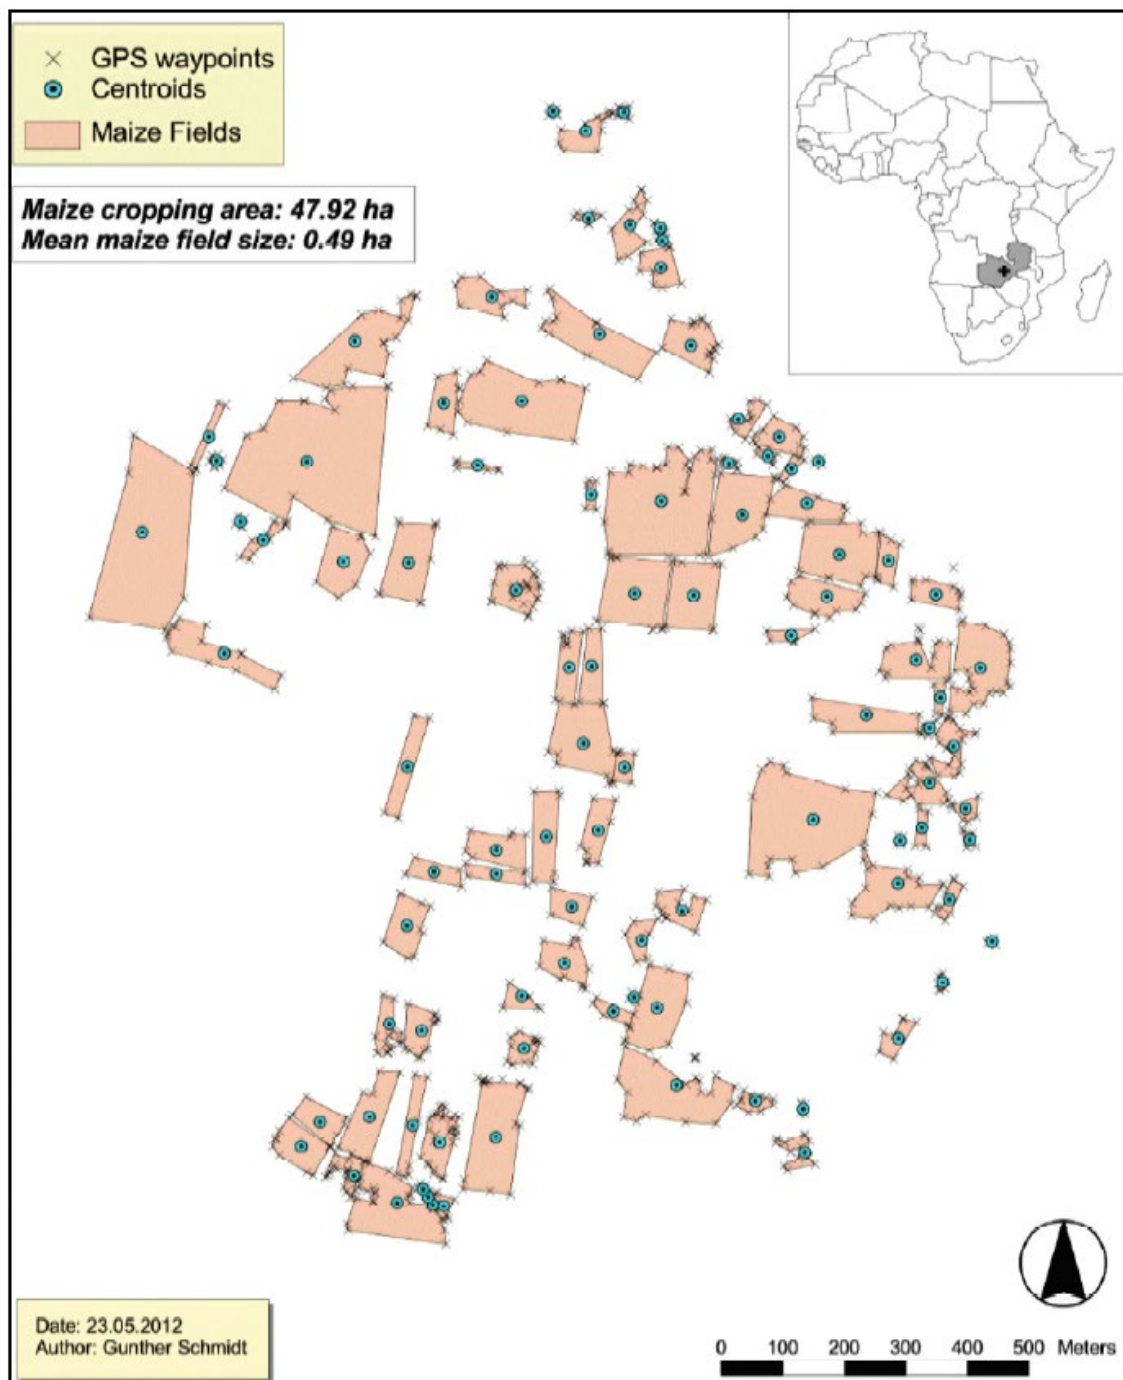 GPS waypoints
Centroids
Maize Fields
Maize cropping area: 47.92 ha
Mean maize field size: 0.49 ha
Date: 23.05.2012
Author: Gunther Schmidt
0 100 200 300 400 500 Meters